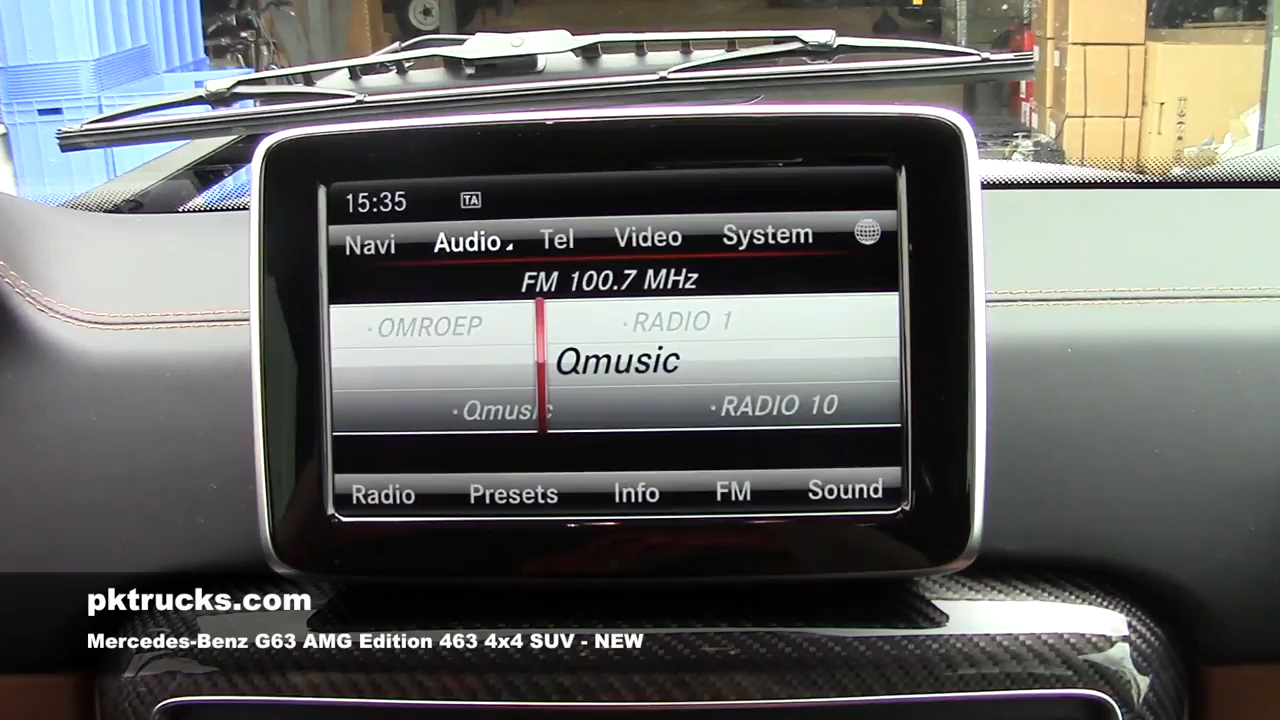 15:35 TA
Navi Audio Tel Video System
FM 100.7 MHz
·OMROEP ·RADIO 1
Qmusic
·Qmusic ·RADIO 10
Radio Presets Info FM Sound
pktrucks.com
Mercedes-Benz G63 AMG Edition 463 4x4 SUV - NEW